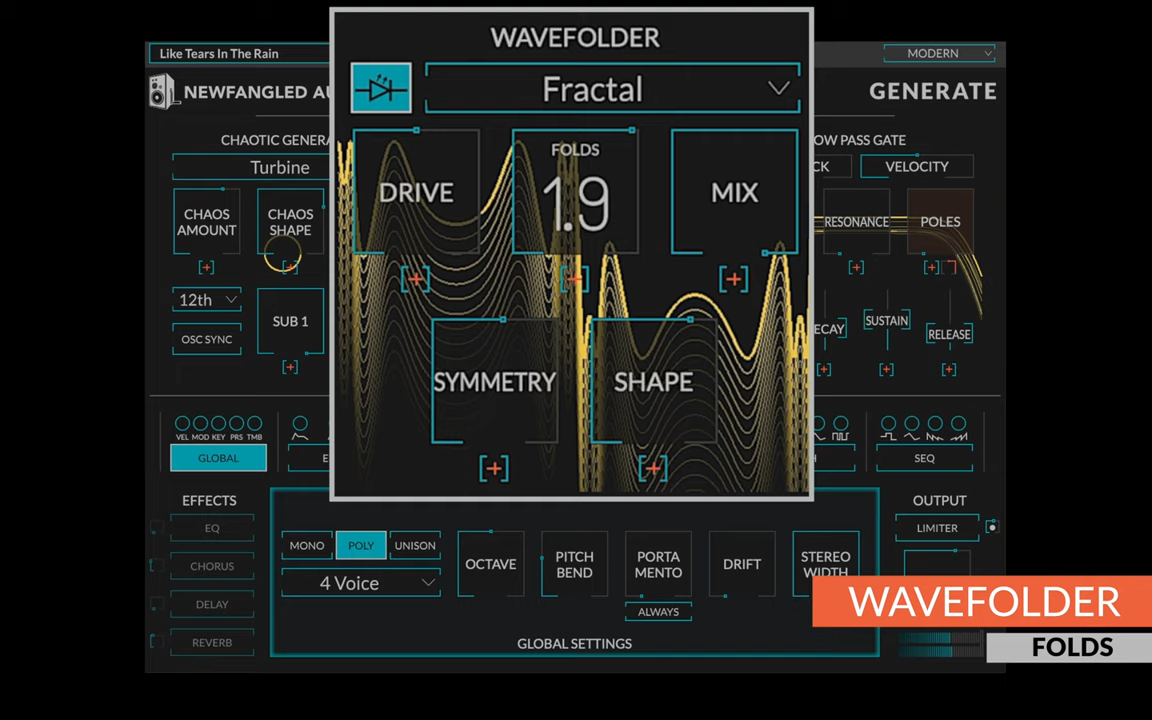 WAVEFOLDER
Like Tears In The Rain
MODERN
Fractal
NEWFANGLED AU
GENERATE
CHAOTIC GENERA
OW PASS GATE
Turbine
CK
VELOCITY
FOLDS
1.9
DRIVE
MIX
CHAOS
AMOUNT
CHAOS
SHAPE
RESONANCE
POLES
12th
SUB 1
OSC SYNC
ECAY
SUSTAIN
RELEASE
SYMMETRY
SHAPE
VEL MOD KEY PRS TMB
GLOBAL
E
H
SEQ
EFFECTS
EQ
CHORUS
DELAY
REVERB
MONO
POLY
UNISON
4 Voice
OCTAVE
PITCH
BEND
PORTA
MENTO
ALWAYS
DRIFT
STEREO
WIDTH
GLOBAL SETTINGS
OUTPUT
LIMITER
WAVEFOLDER
FOLDS